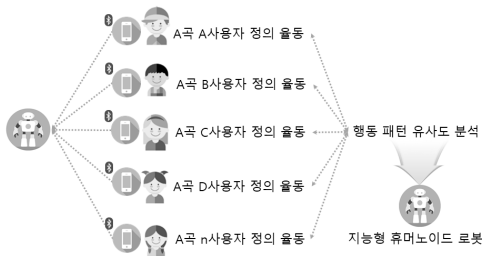 A곡 A사용자 정의 율동
A곡 B사용자 정의 율동
A곡 C사용자 정의 율동
행동 패턴 유사도 분석
A곡 D사용자 정의 율동
A곡 n사용자 정의 율동
지능형 휴머노이드 로봇